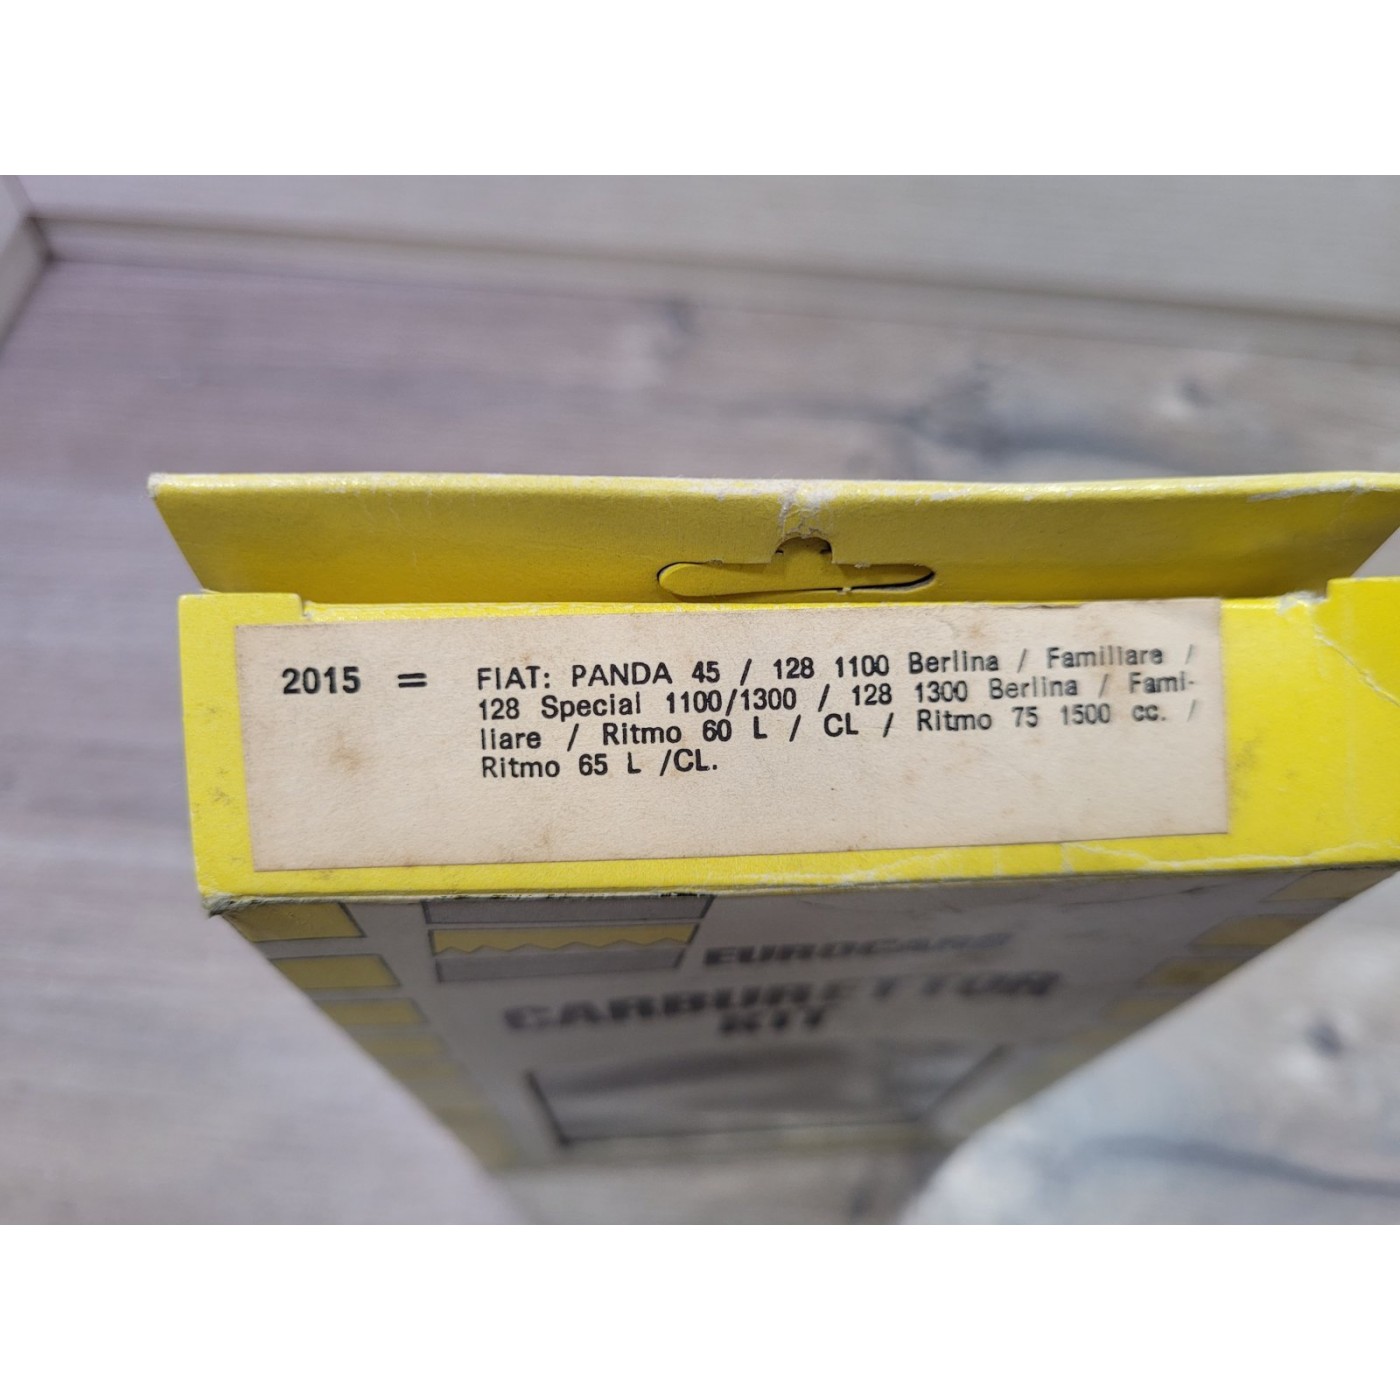 2015 = FIAT: PANDA 45 / 128 1100 Berlina / Familiare /
128 Special 1100/1300 / 128 1300 Berlina / Fami-
liare / Ritmo 60 L / CL / Ritmo 75 1500 cc. /
Ritmo 65 L /CL.
EUROCARB
CARBURETTOR
KIT